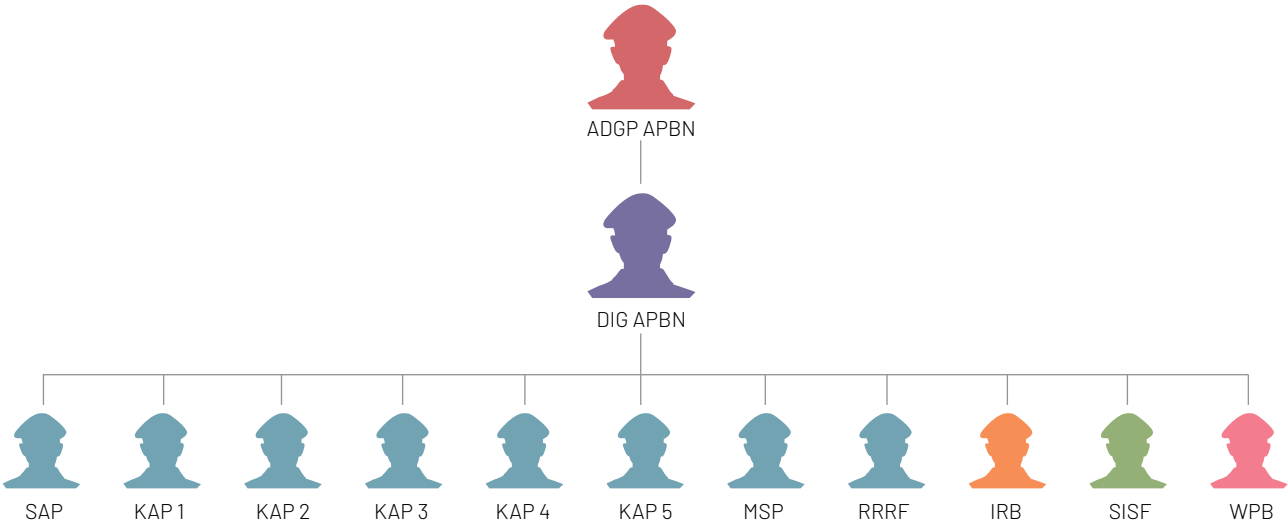 ADGP APBN
DIG APBN
SAP
KAP 1
KAP 2
KAP 3
KAP 4
KAP 5
MSP
RRRF
IRB
SISF
WPB